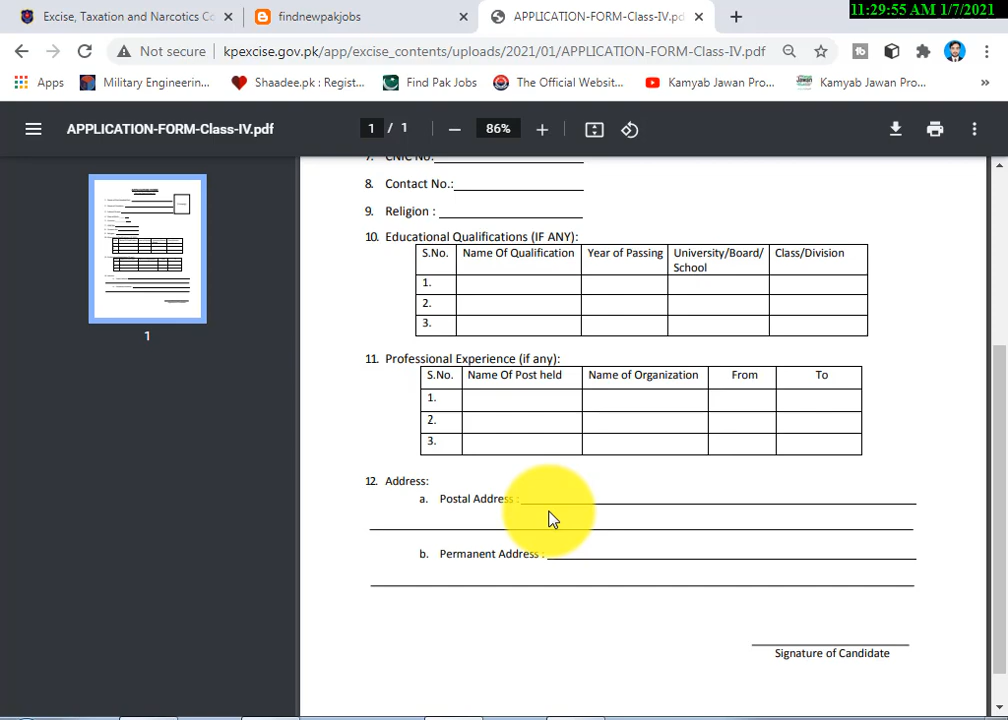 11:29:55 AM 1/7/2021
Excise, Taxation and Narcotics Co
findnewpakjobs
APPLICATION-FORM-Class-IV.pd
Not secure
kpexcise.gov.pk/app/excise_contents/uploads/2021/01/APPLICATION-FORM-Class-IV.pdf
Apps
Military Engineerin...
Shaadee.pk : Regist...
Find Pak Jobs
The Official Websit...
Kamyab Jawan Pro...
Kamyab Jawan Pro...
APPLICATION-FORM-Class-IV.pdf
1 / 1
86%
1
7. CNIC No:
8. Contact No.:
9. Religion :
10. Educational Qualifications (IF ANY):
S.No. Name Of Qualification Year of Passing University/Board/ School Class/Division
1.
2.
3.
11. Professional Experience (if any):
S.No. Name Of Post held Name of Organization From To
1.
2.
3.
12. Address:
a. Postal Address :
b. Permanent Address :
Signature of Candidate